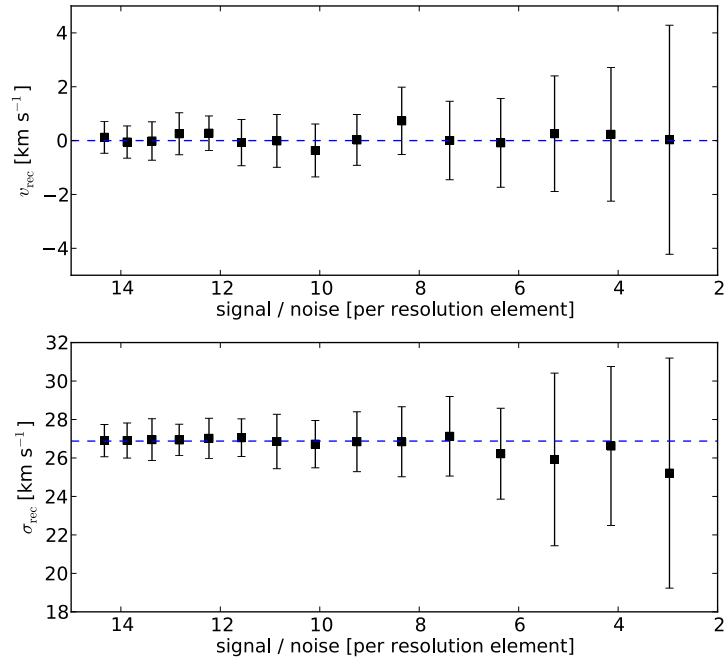 4
2
0
−2
−4
v_rec [km s⁻¹]
14 12 10 8 6 4 2
signal / noise [per resolution element]
32
30
28
26
24
22
20
18
σ_rec [km s⁻¹]
14 12 10 8 6 4 2
signal / noise [per resolution element]